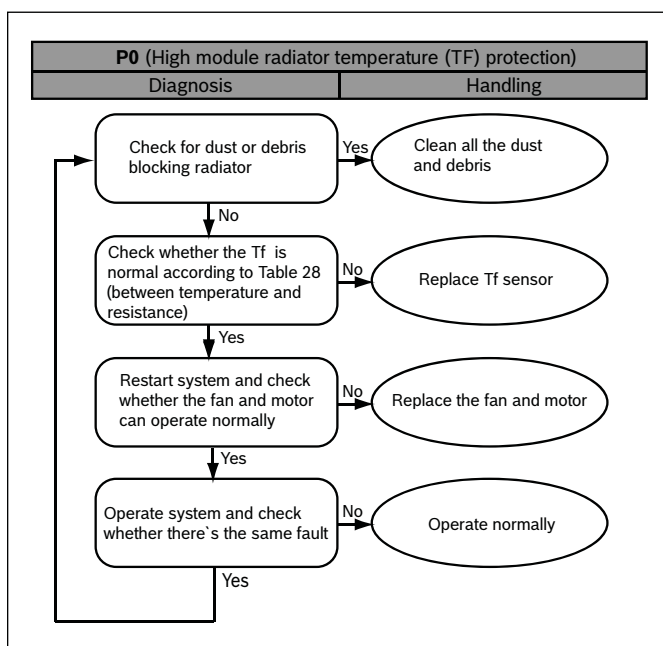 P0 (High module radiator temperature (TF) protection)
Diagnosis
Handling
Check for dust or debris
blocking radiator
Yes
Clean all the dust
and debris
No
Check whether the Tf is
normal according to Table 28
(between temperature and
resistance)
No
Replace Tf sensor
Yes
Restart system and check
whether the fan and motor
can operate normally
No
Replace the fan and motor
Yes
Operate system and check
whether there`s the same fault
No
Operate normally
Yes